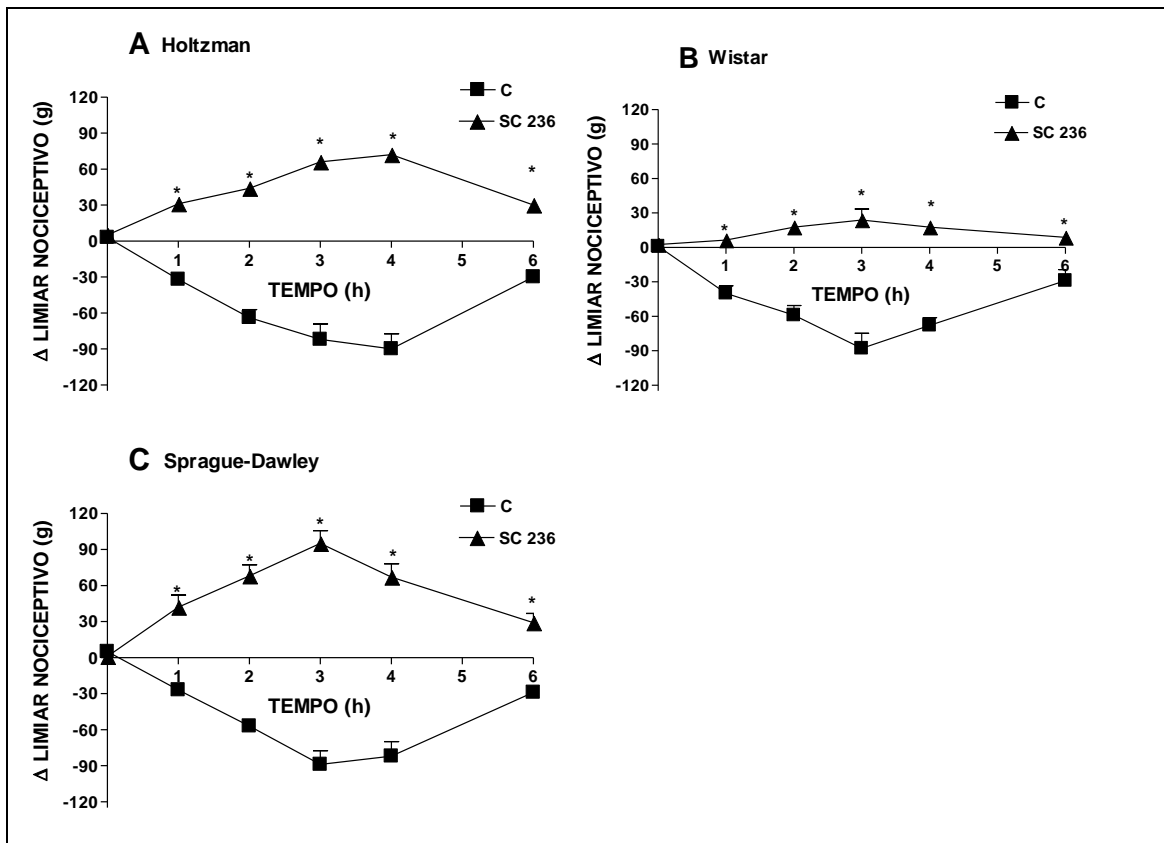 A Holtzman
C
SC 236
Δ LIMIAR NOCICEPTIVO (g)
120
90
60
30
0
-30
-60
-90
-120
* * * * *
1 2 3 4 5 6
TEMPO (h)
B Wistar
C
SC 236
Δ LIMIAR NOCICEPTIVO (g)
120
90
60
30
0
-30
-60
-90
-120
* * * * *
1 2 3 4 5 6
TEMPO (h)
C Sprague-Dawley
C
SC 236
Δ LIMIAR NOCICEPTIVO (g)
120
90
60
30
0
-30
-60
-90
-120
* * * * *
1 2 3 4 5 6
TEMPO (h)